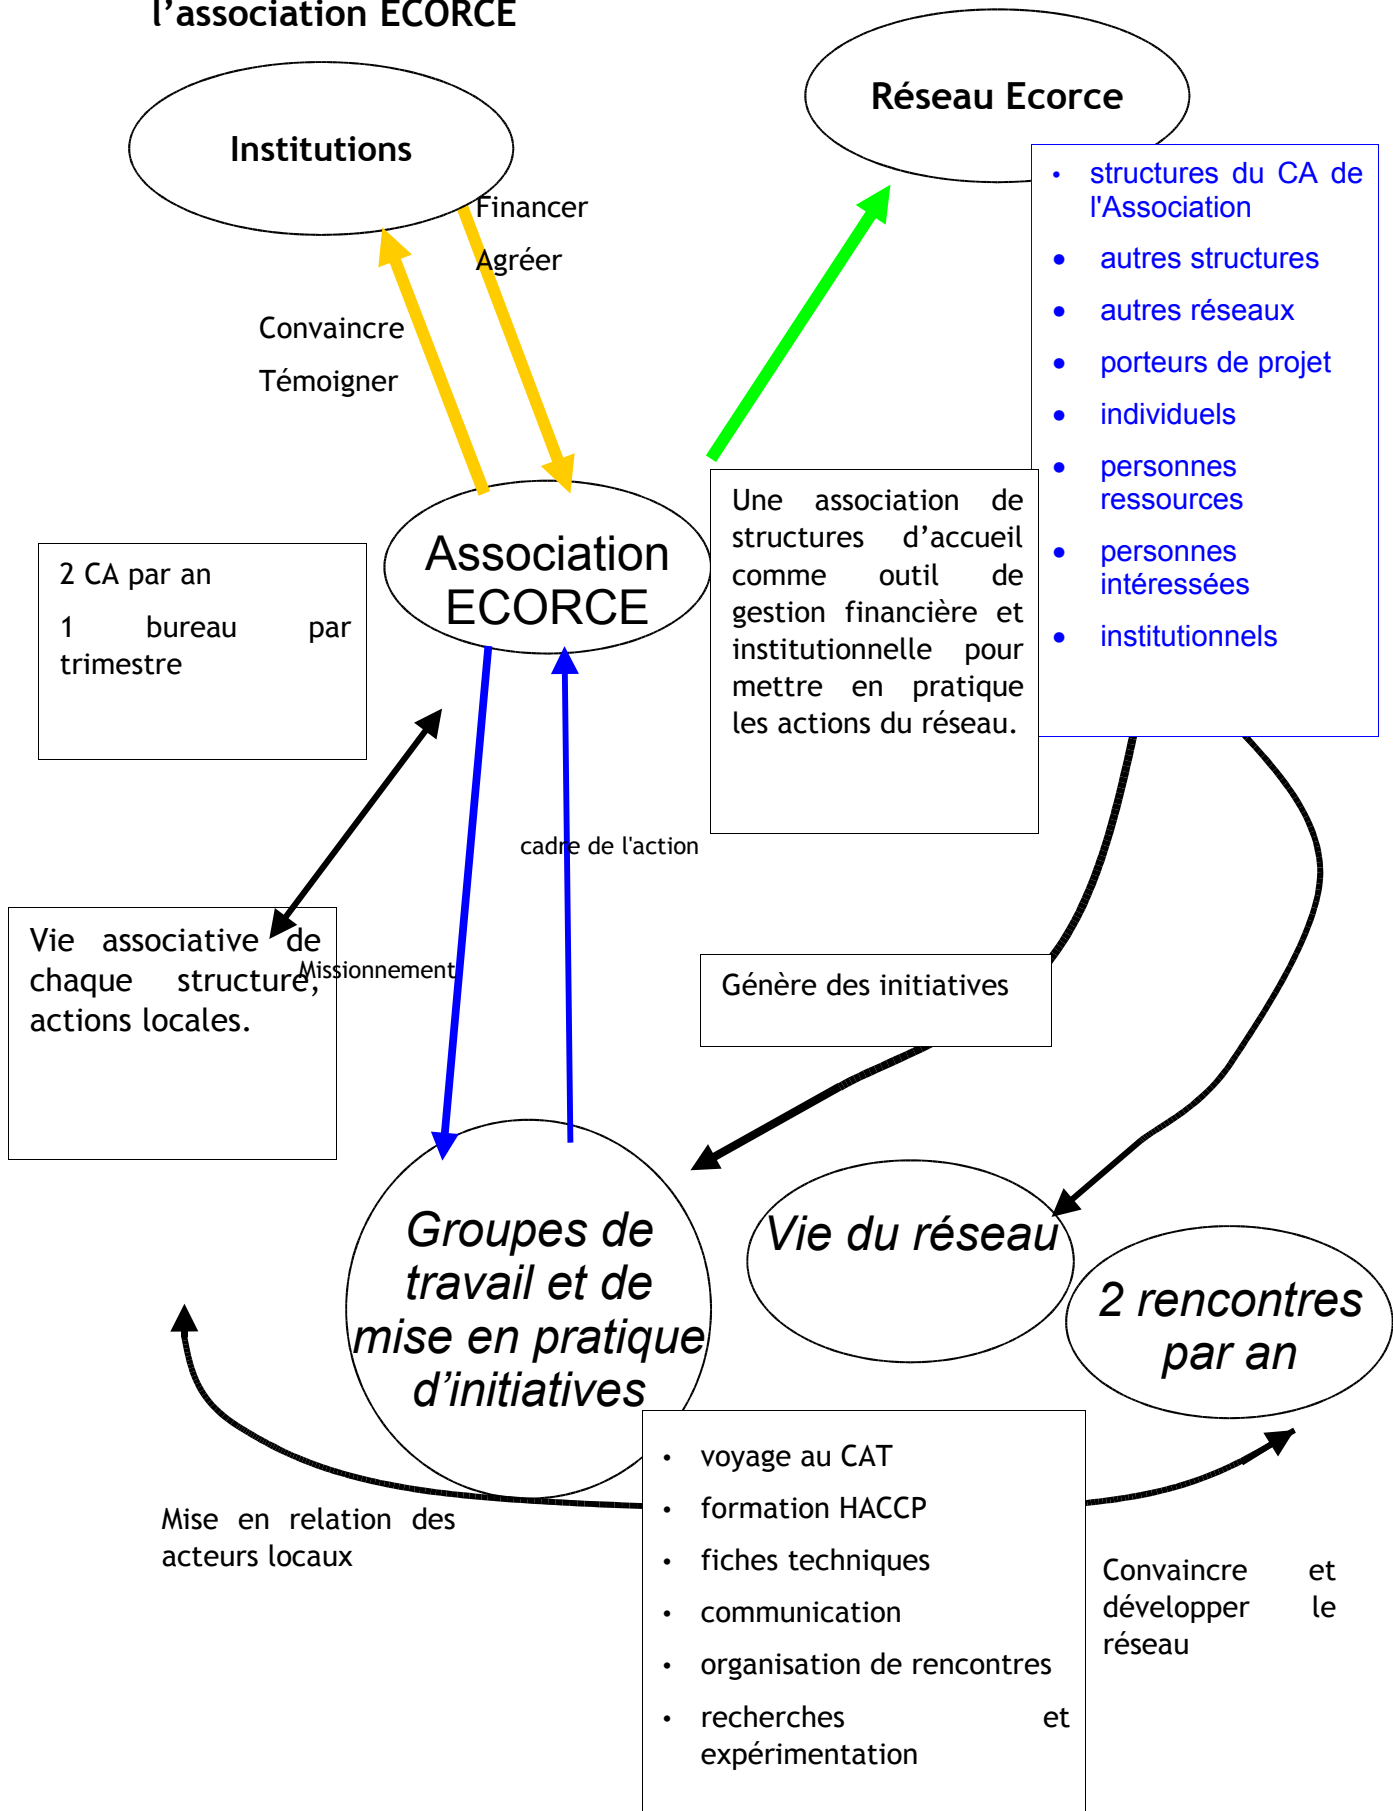 l’association ECORCE
Institutions
Réseau Ecorce
Financer
Agréer
Convaincre
Témoigner
• structures du CA de
l'Association
• autres structures
• autres réseaux
• porteurs de projet
• individuels
• personnes
ressources
• personnes
intéressées
• institutionnels
Association
ECORCE
Une association de
structures d’accueil
comme outil de
gestion financière et
institutionnelle pour
mettre en pratique
les actions du réseau.
2 CA par an
1 bureau par
trimestre
cadre de l'action
Vie associative de
chaque structure,
actions locales.
Missionnement
Génère des initiatives
Groupes de
travail et de
mise en pratique
d’initiatives
Vie du réseau
2 rencontres
par an
Mise en relation des
acteurs locaux
• voyage au CAT
• formation HACCP
• fiches techniques
• communication
• organisation de rencontres
• recherches et
expérimentation
Convaincre et
développer le
réseau